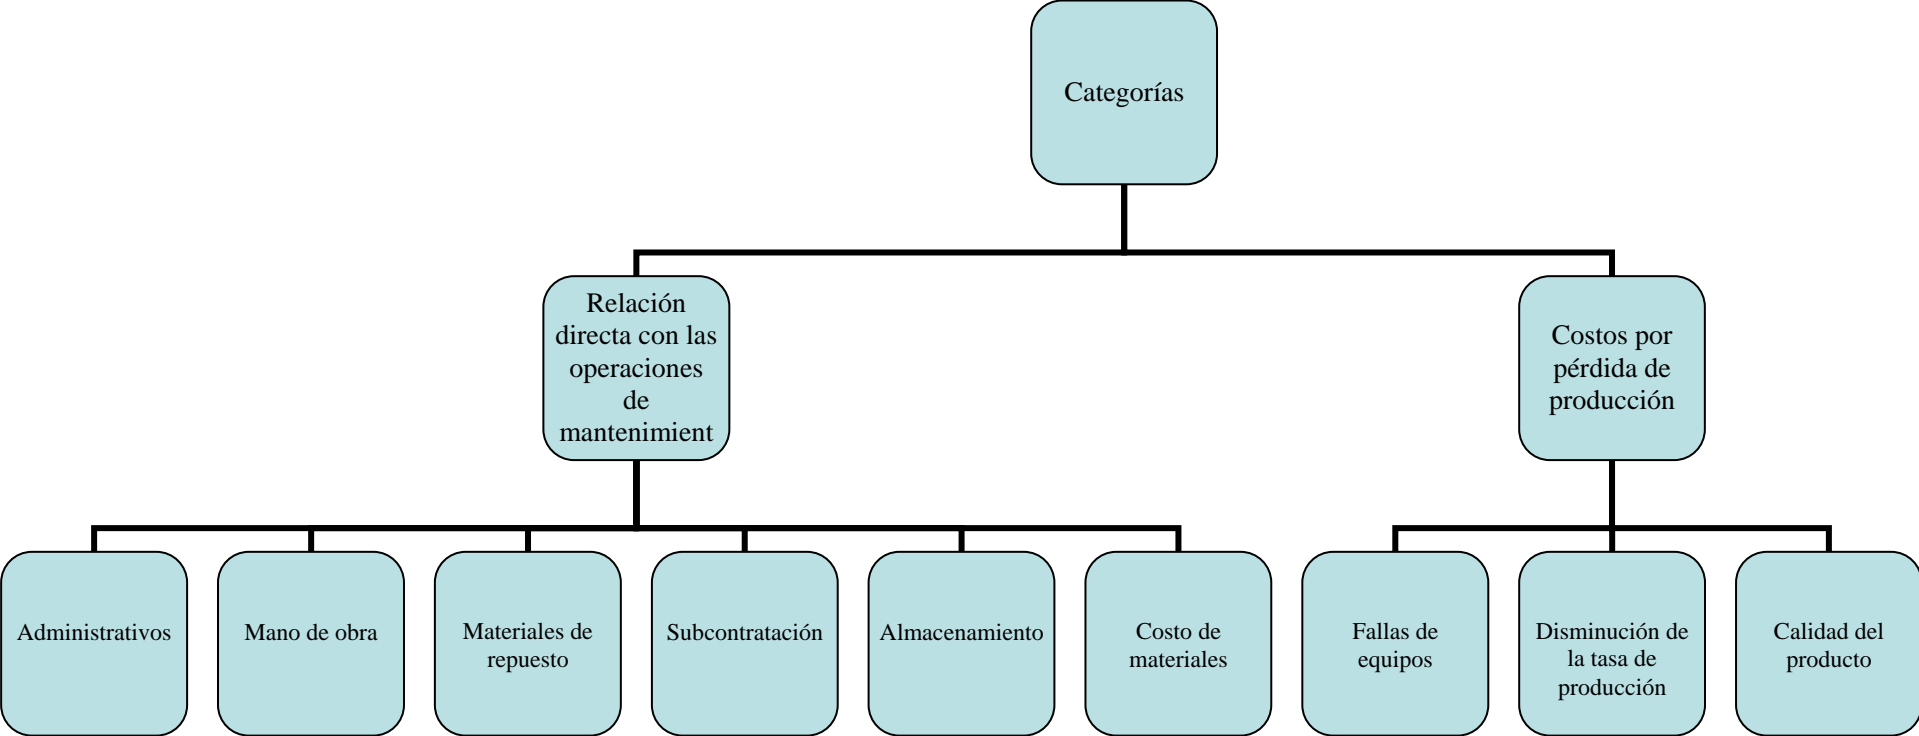 Categorías
Relación
directa con las
operaciones
de
mantenimient
Costos por
pérdida de
producción
Administrativos
Mano de obra
Materiales de
repuesto
Subcontratación
Almacenamiento
Costo de
materiales
Fallas de
equipos
Disminución de
la tasa de
producción
Calidad del
producto